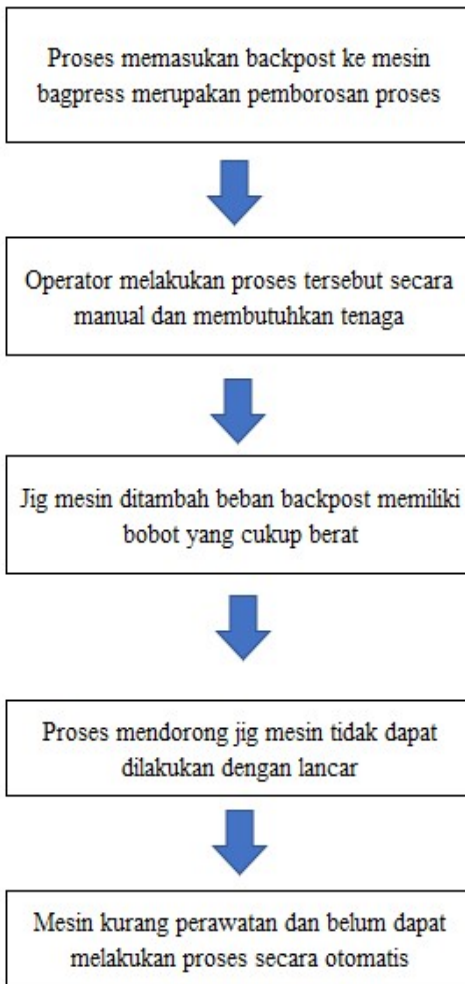 Proses memasukan backpost ke mesin
bagpress merupakan pemborosan proses
Operator melakukan proses tersebut secara
manual dan membutuhkan tenaga
Jig mesin ditambah beban backpost memiliki
bobot yang cukup berat
Proses mendorong jig mesin tidak dapat
dilakukan dengan lancar
Mesin kurang perawatan dan belum dapat
melakukan proses secara otomatis